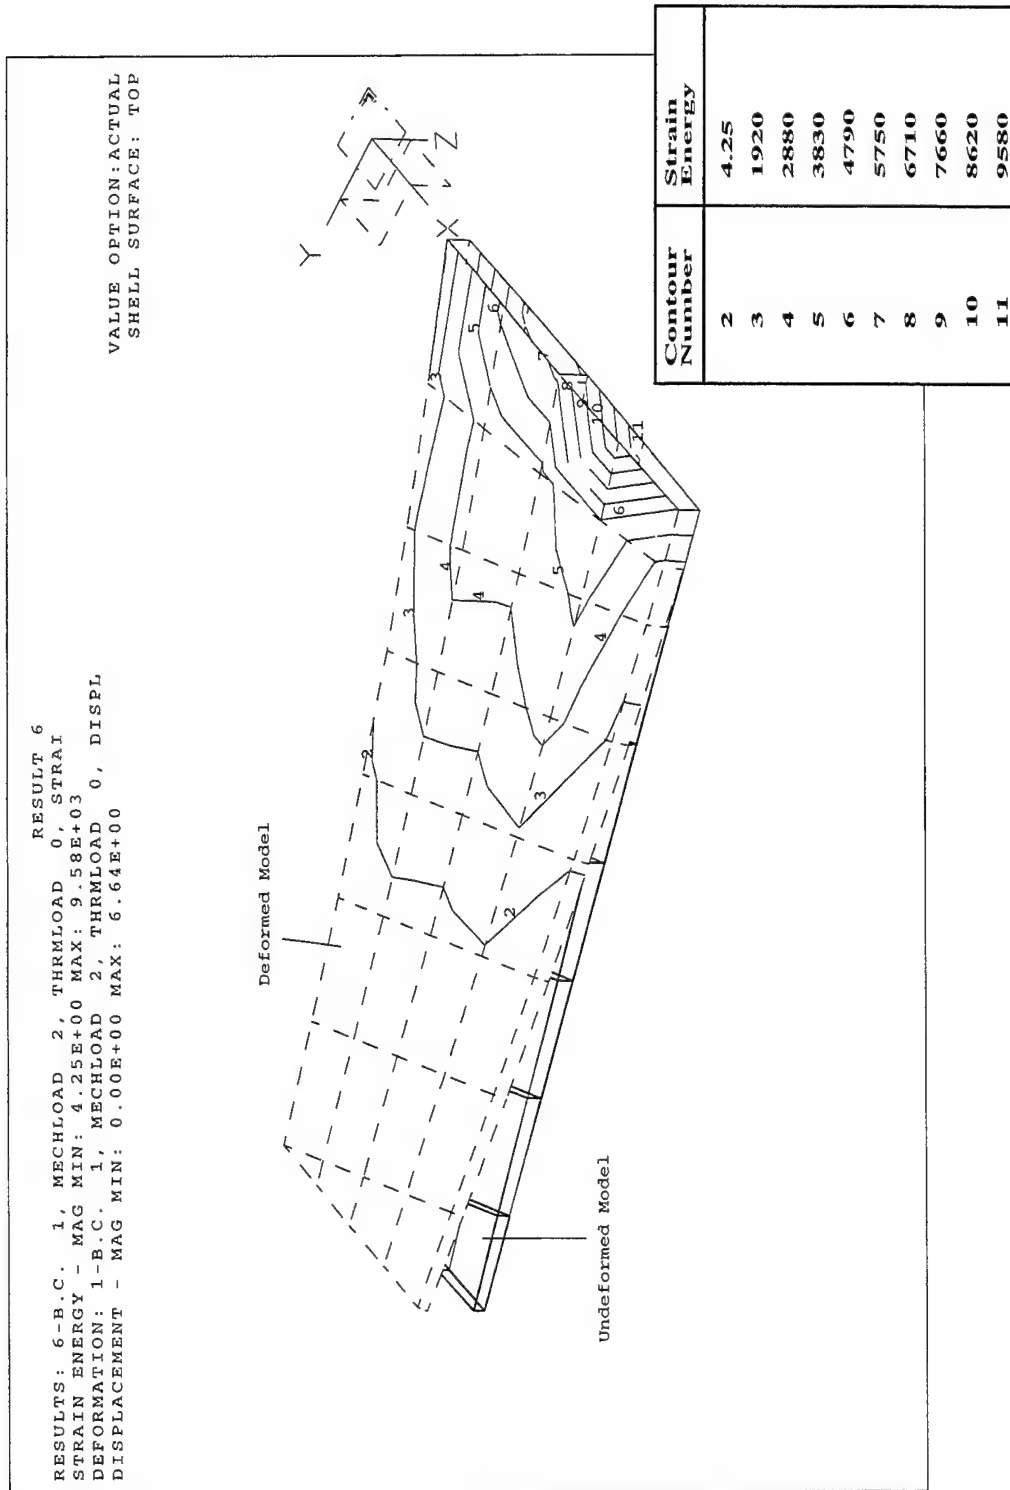 RESULT 6
RESULTS: 6-B.C. 1, MECHLOAD 2, THRMLOAD 0, STRAI
STRAIN ENERGY - MAG MIN: 4.25E+00 MAX: 9.58E+03
DEFORMATION: 1-B.C. 1, MECHLOAD 2, THRMLOAD 0, DISPL
DISPLACEMENT - MAG MIN: 0.00E+00 MAX: 6.64E+00
VALUE OPTION:ACTUAL
SHELL SURFACE: TOP
Deformed Model
Undeformed Model
Y
Z
X
2
2
3
3
3
4
4
4
5
5
6
6
7
8
9
10
11
Contour Number Strain Energy
2 4.25
3 1920
4 2880
5 3830
6 4790
7 5750
8 6710
9 7660
10 8620
11 9580